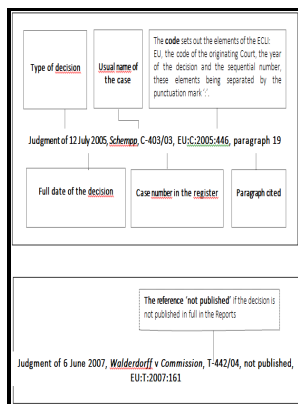 Type of decision
Usual name of
the case
The code sets out the elements of the ECLI:
EU, the code of the originating Court, the year
of the decision and the sequential number,
these elements being separated by the
punctuation mark ':'.
Judgment of 12 July 2005, Schempp, C-403/03, EU:C:2005:446, paragraph 19
Full date of the decision
Case number in the register
Paragraph cited
The reference 'not published' if the decision is
not published in full in the Reports
Judgment of 6 June 2007, Walderdorff v Commission, T-442/04, not published,
EU:T:2007:161